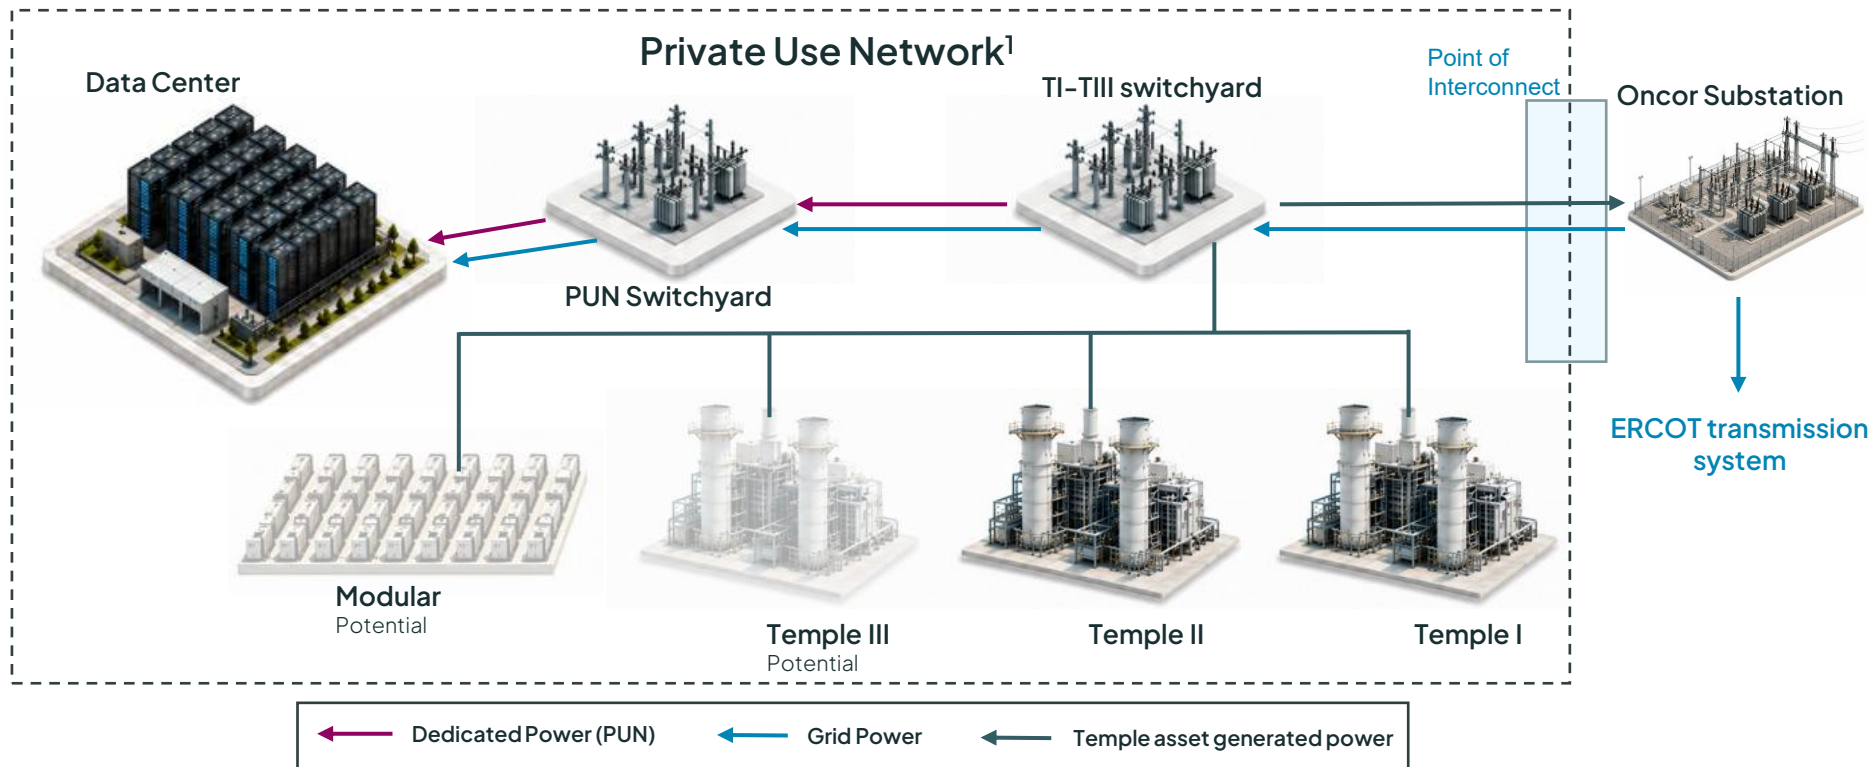 Private Use Network¹
Data Center
TI-TIII switchyard
Point of
Interconnect
Oncor Substation
PUN Switchyard
ERCOT transmission
system
Modular
Potential
Temple III
Potential
Temple II
Temple I
Dedicated Power (PUN)
Grid Power
Temple asset generated power